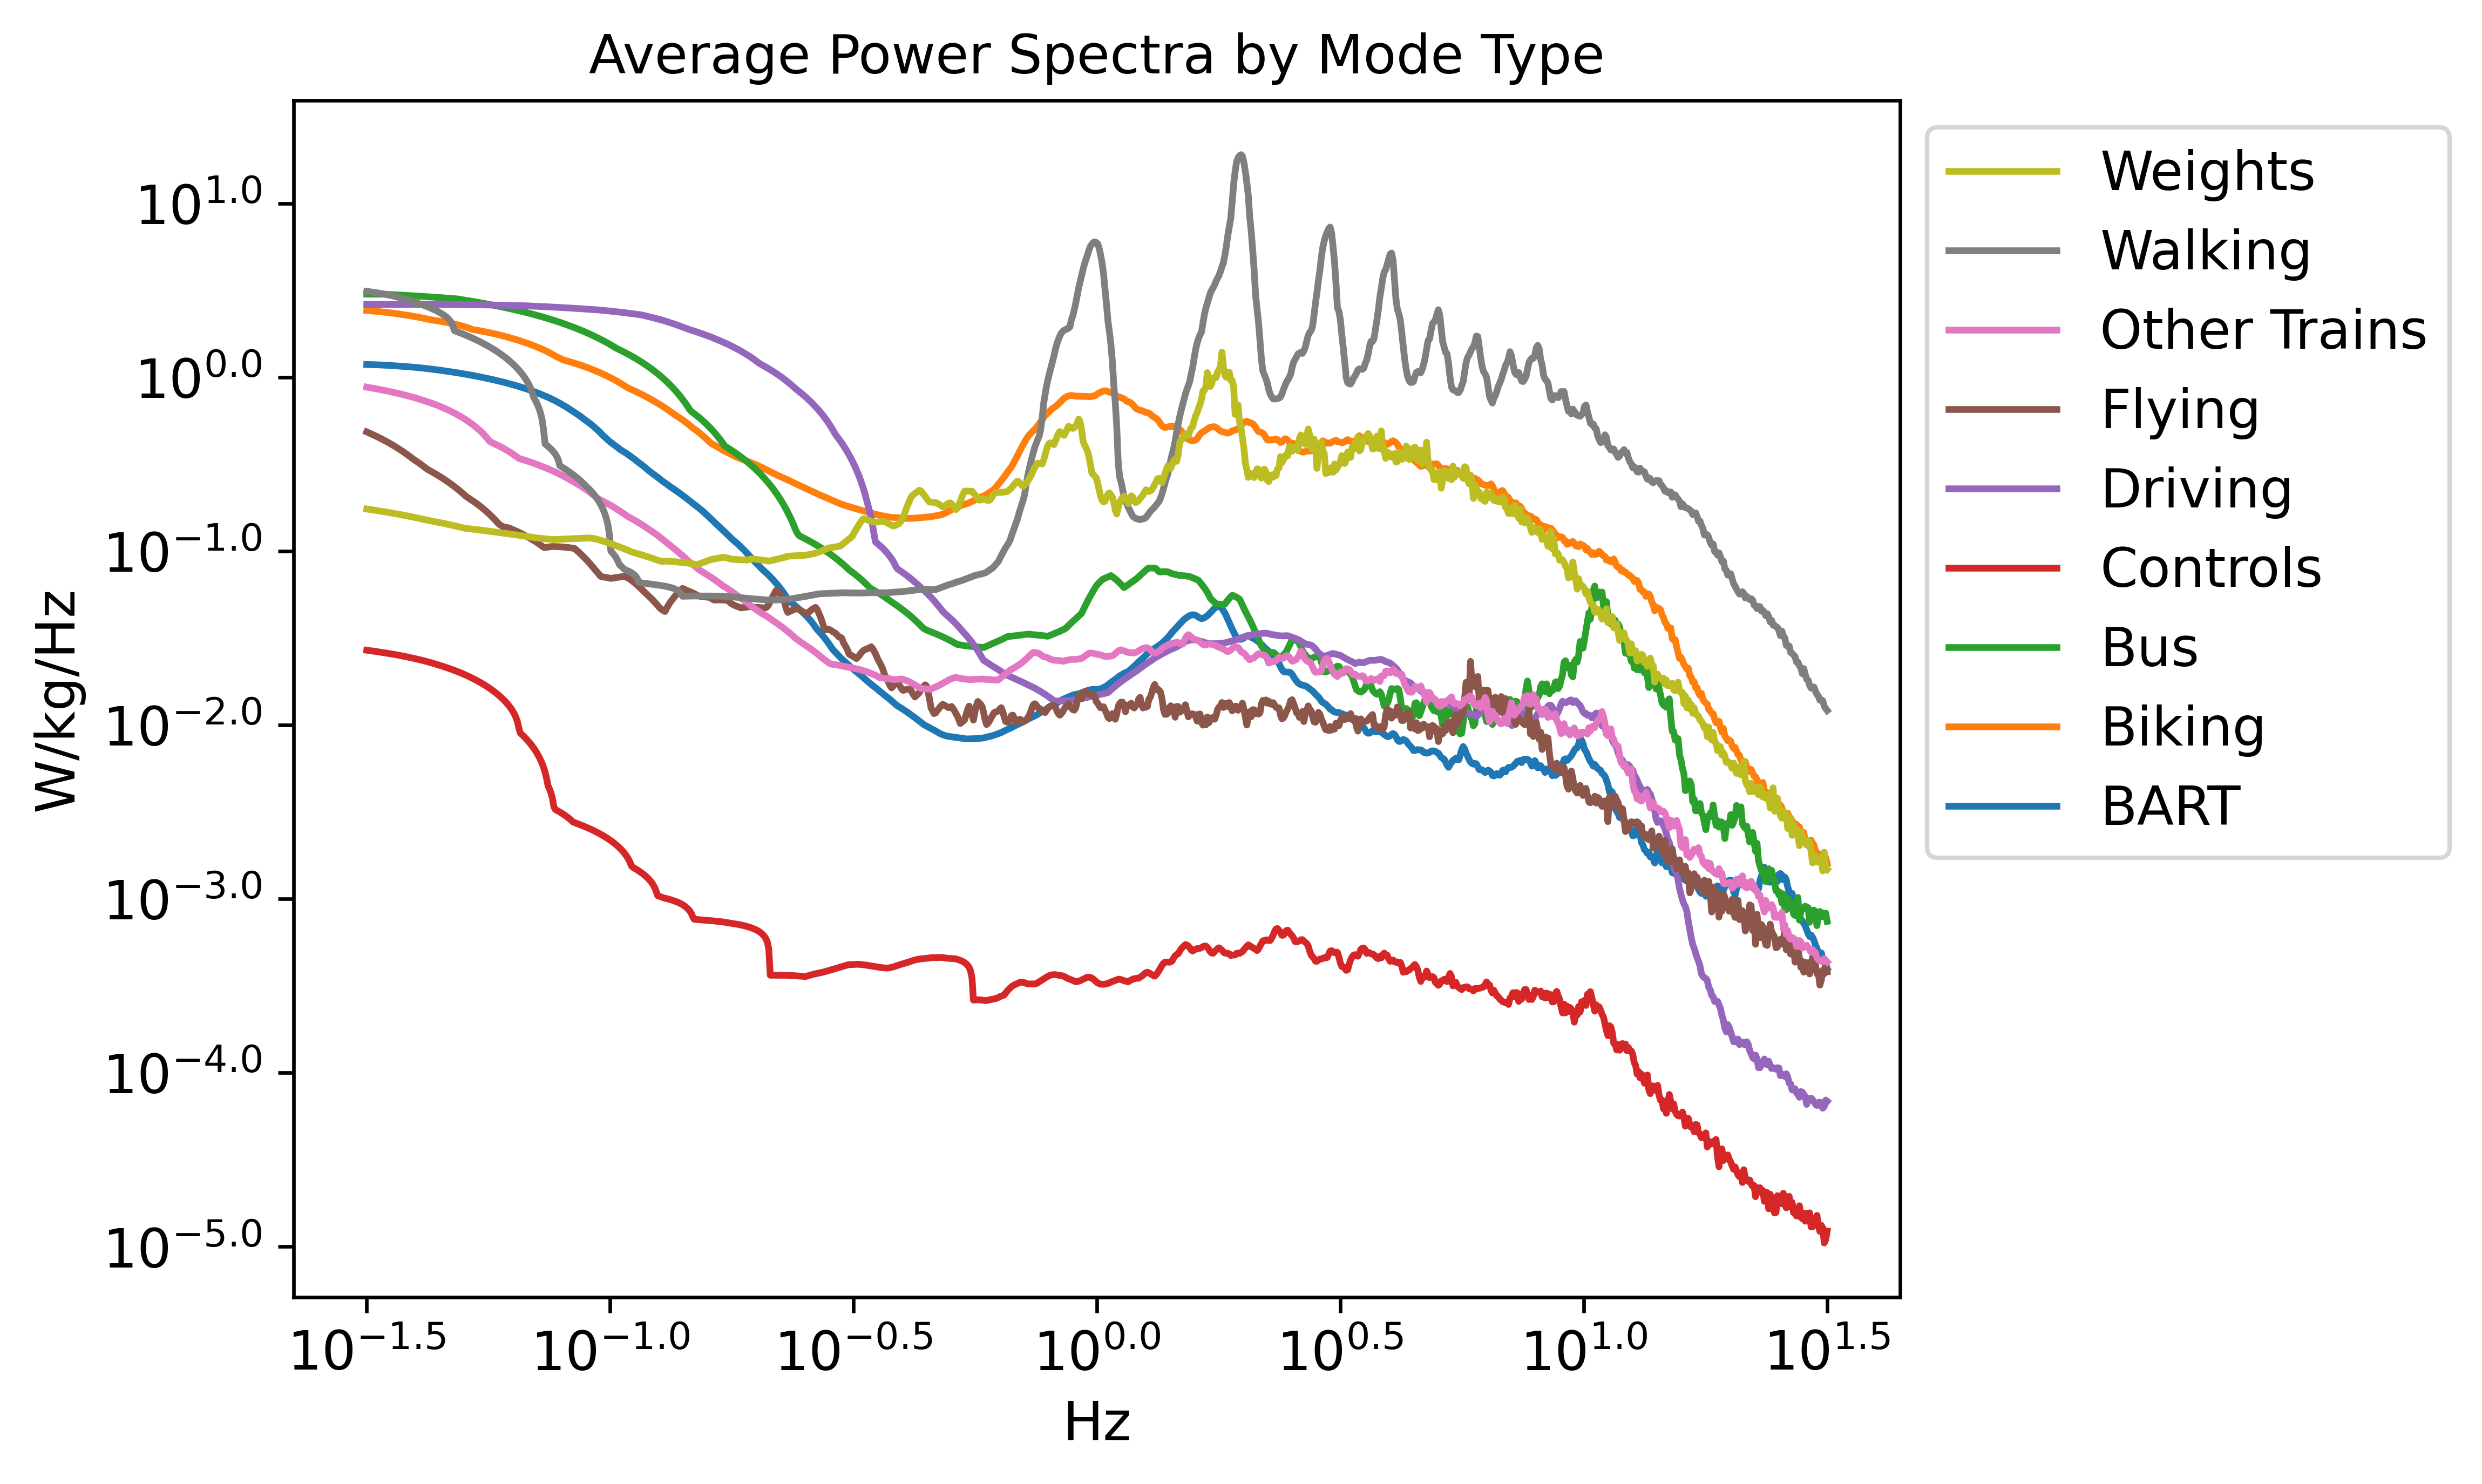 Average Power Spectra by Mode Type
10^1.0
10^0.0
10^−1.0
10^−2.0
10^−3.0
10^−4.0
10^−5.0
W/kg/Hz
10^−1.5
10^−1.0
10^−0.5
10^0.0
10^0.5
10^1.0
10^1.5
Hz
Weights
Walking
Other Trains
Flying
Driving
Controls
Bus
Biking
BART